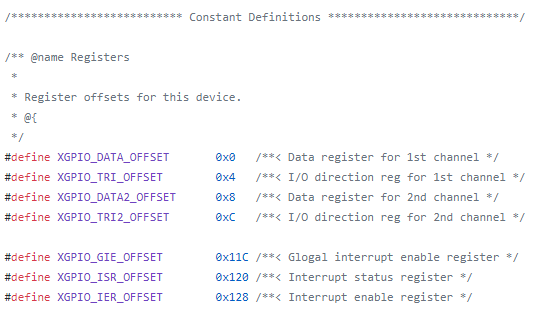 /************************** Constant Definitions *****************************/
/** @name Registers
 *
 * Register offsets for this device.
 * @{
 */
#define XGPIO_DATA_OFFSET       0x0   /**< Data register for 1st channel */
#define XGPIO_TRI_OFFSET        0x4   /**< I/O direction reg for 1st channel */
#define XGPIO_DATA2_OFFSET      0x8   /**< Data register for 2nd channel */
#define XGPIO_TRI2_OFFSET       0xC   /**< I/O direction reg for 2nd channel */
#define XGPIO_GIE_OFFSET        0x11C /**< Glogal interrupt enable register */
#define XGPIO_ISR_OFFSET        0x120 /**< Interrupt status register */
#define XGPIO_IER_OFFSET        0x128 /**< Interrupt enable register */